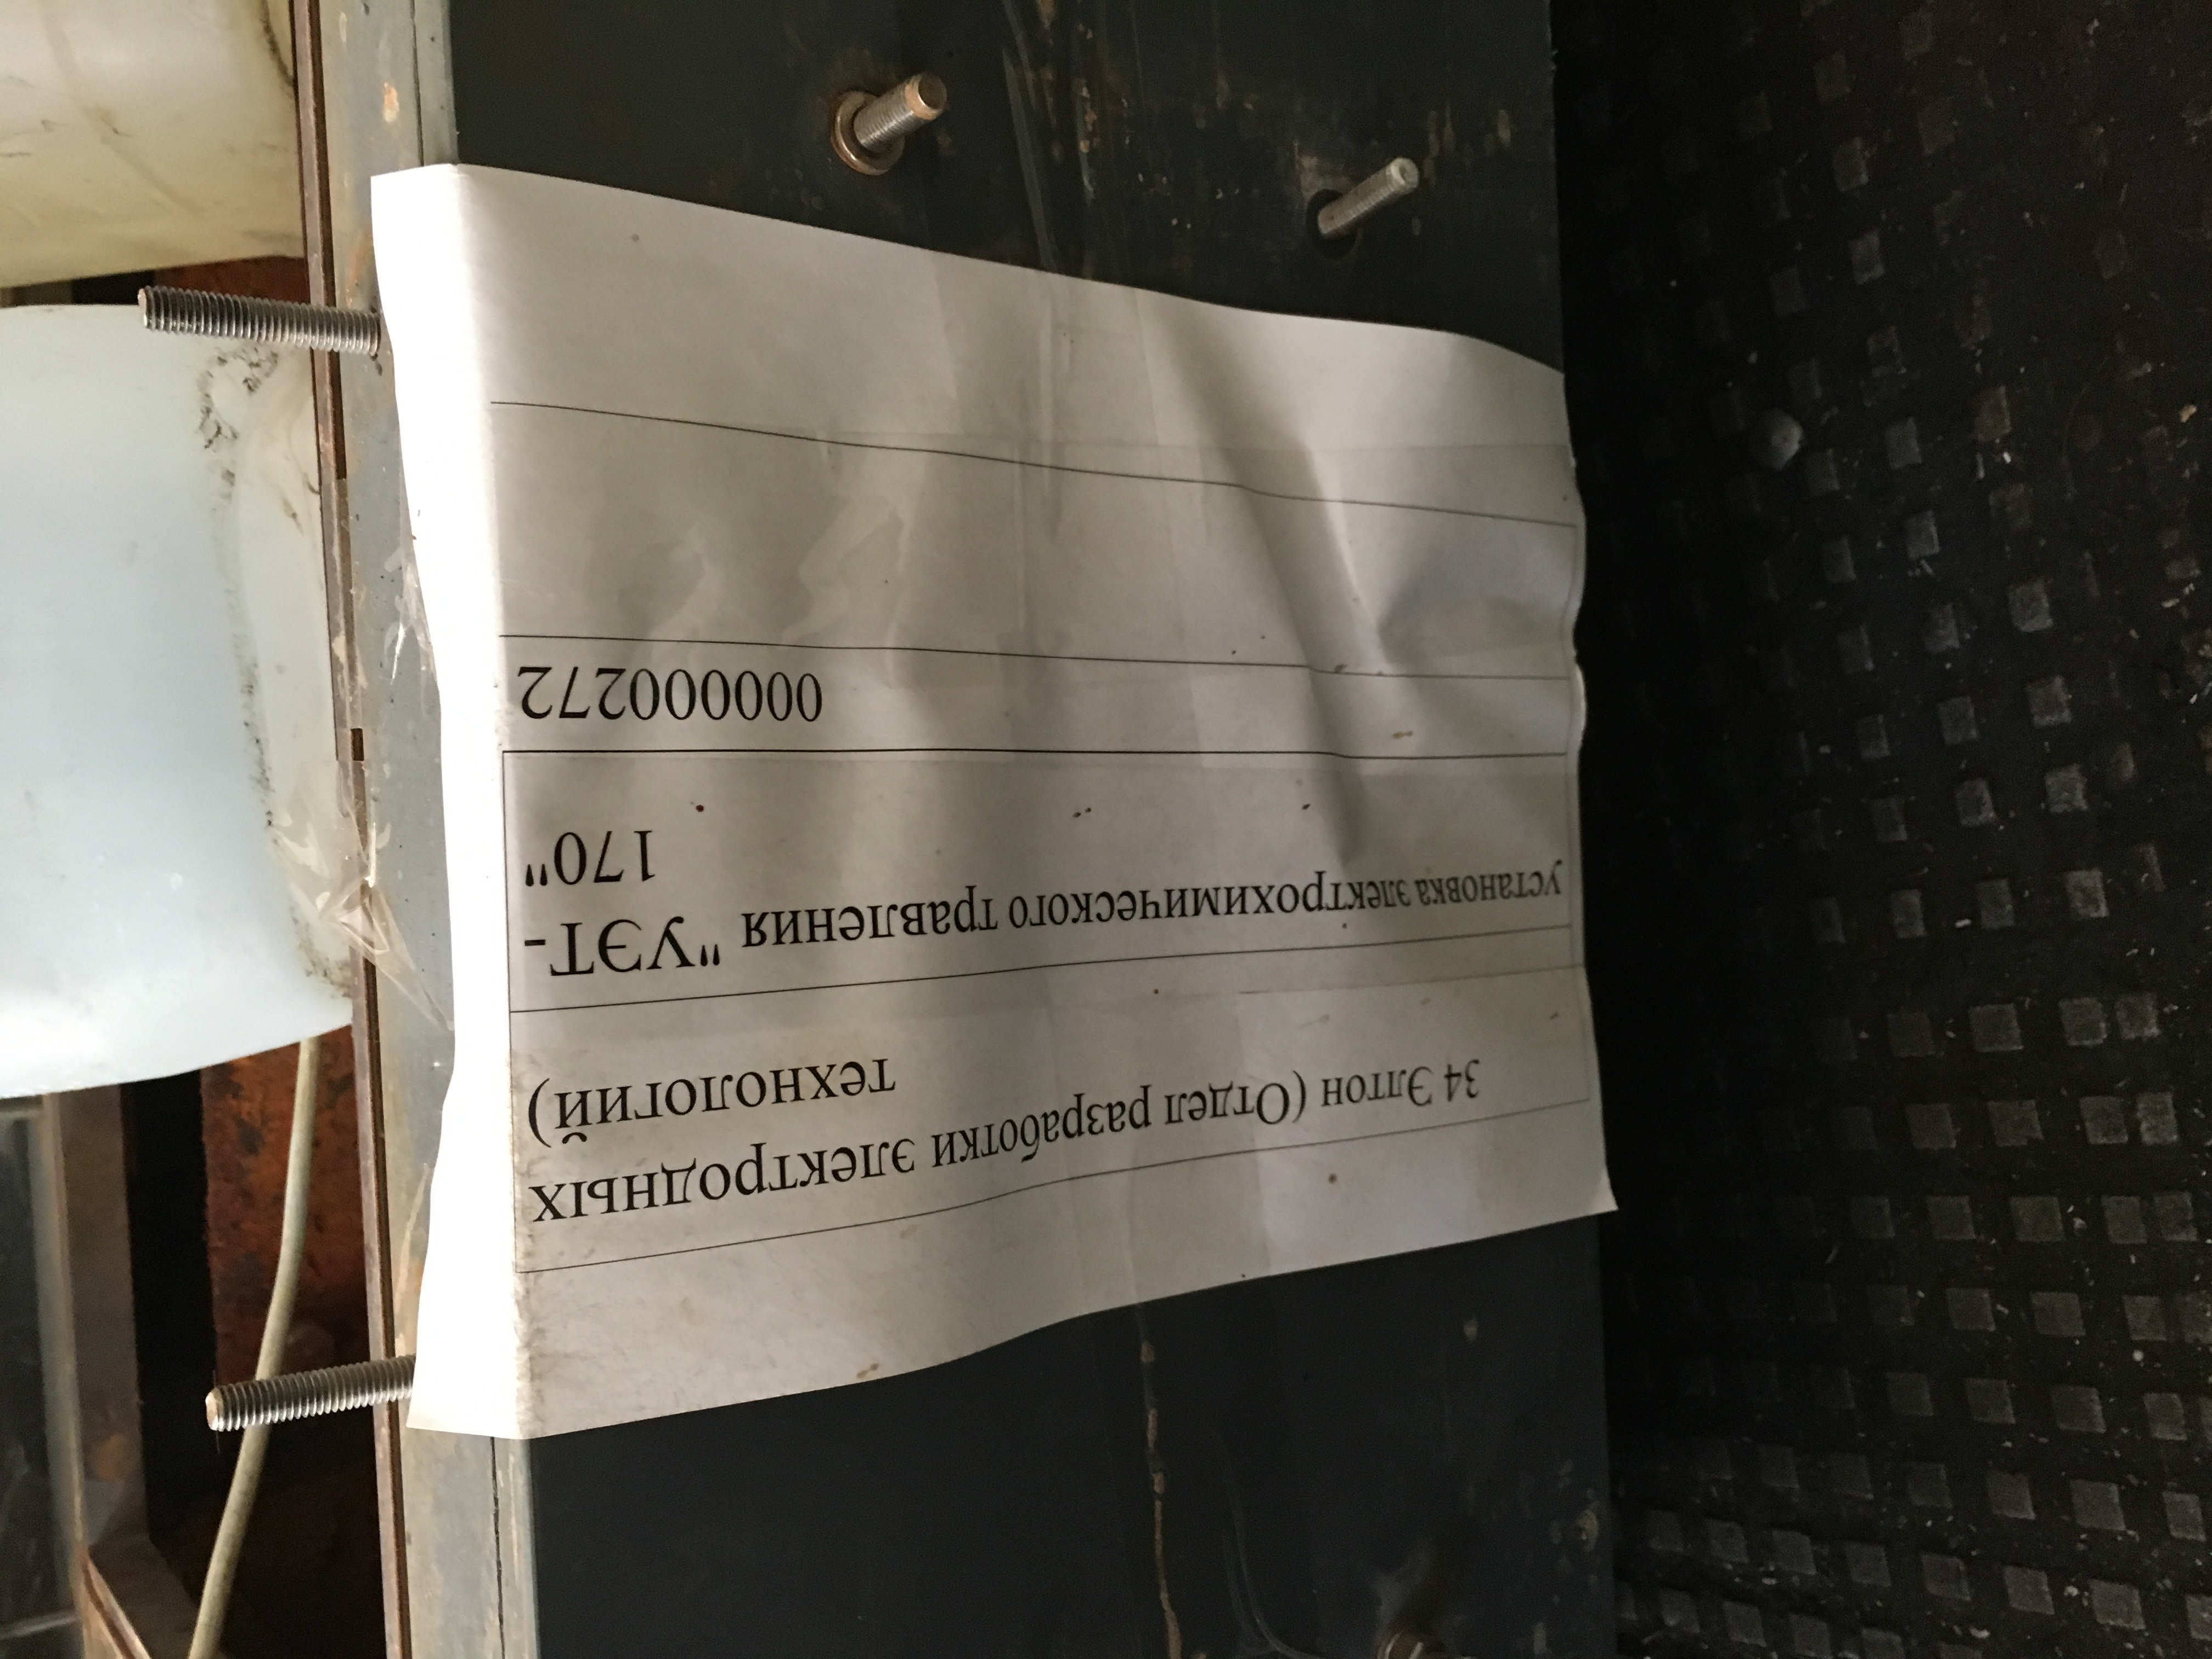 34 Элтон (Отдел разработки электродных
технологий)
установка электрохимического травления "УЭТ-
170"
000000272